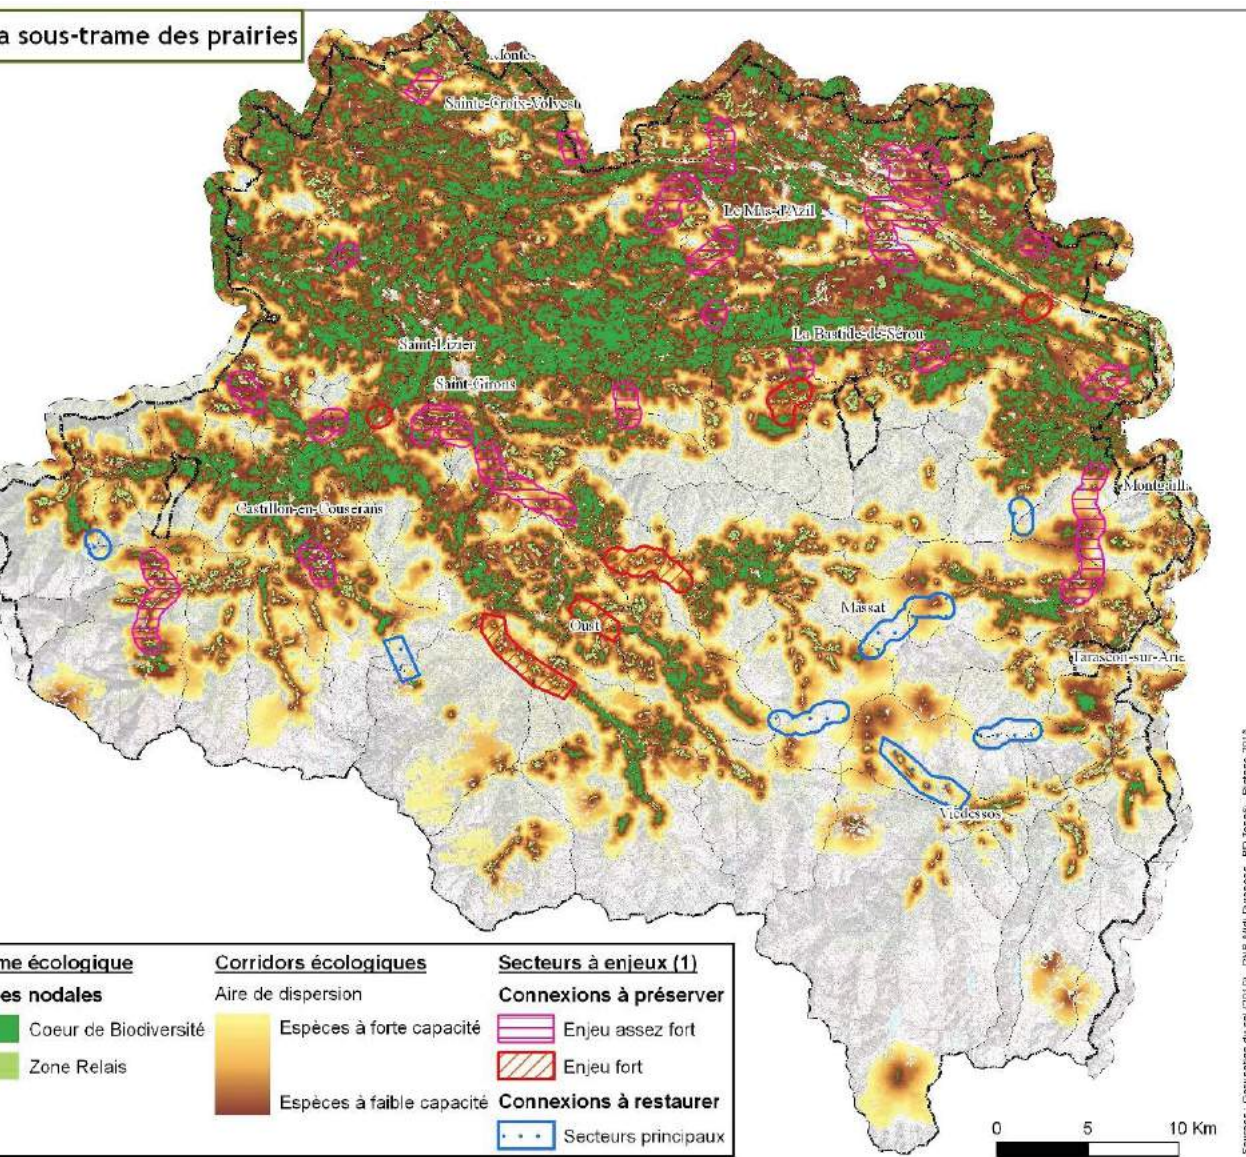 a sous-trame des prairies
Montes
Sainte-Croix-Volvest
Le Mas-d'Azil
La Bastide-de-Sérou
Saint-Lizier
Saint-Girons
Montgailla
Castillon-en-Couserans
Massat
Oust
Tarascon-sur-Arie
Vicdessos
me écologique
es nodales
Coeur de Biodiversité
Zone Relais
Corridors écologiques
Aire de dispersion
Espèces à forte capacité
Espèces à faible capacité
Secteurs à enjeux (1)
Connexions à préserver
Enjeu assez fort
Enjeu fort
Connexions à restaurer
Secteurs principaux
0 5 10 Km